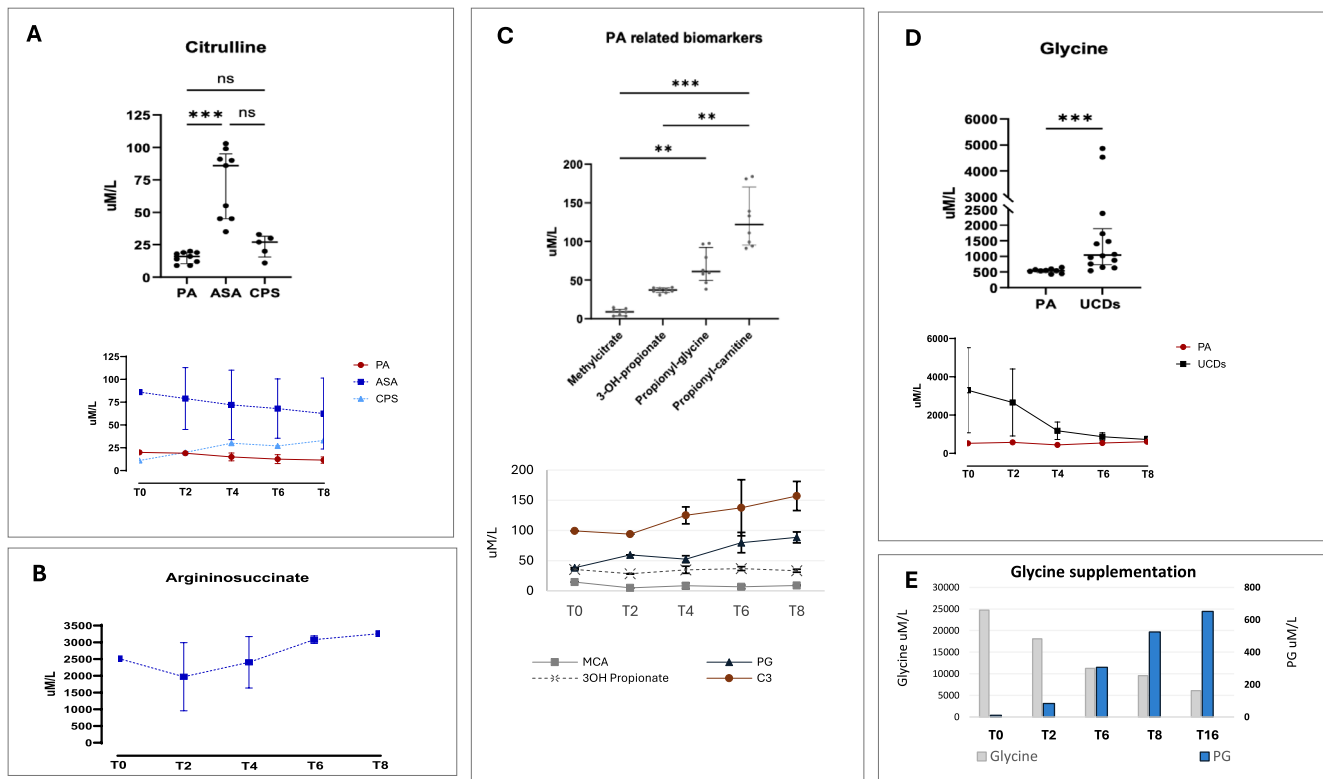 A
Citrulline
ns
*** ns
125
100
75
50
25
0
uM/L
PA ASA CPS
125
100
75
50
25
0
uM/L
T0 T2 T4 T6 T8
PA
ASA
CPS
B
Argininosuccinate
3500
3000
2500
2000
1500
1000
500
0
uM/L
T0 T2 T4 T6 T8
C
PA related biomarkers
***
**
**
200
150
100
50
0
uM/L
Methylcitrate
3-OH-propionate
Propionyl-glycine
Propionyl-carnitine
200
150
100
50
0
uM/L
T0 T2 T4 T6 T8
MCA PG
3OH Propionate C3
D
Glycine
***
6000
5000
4000
3000
2500
2000
1500
1000
500
0
uM/L
PA UCDs
6000
4000
2000
0
uM/L
T0 T2 T4 T6 T8
PA
UCDs
E
Glycine supplementation
30000
25000
20000
15000
10000
5000
0
Glycine uM/L
800
600
400
200
0
PG uM/L
T0 T2 T6 T8 T16
Glycine PG